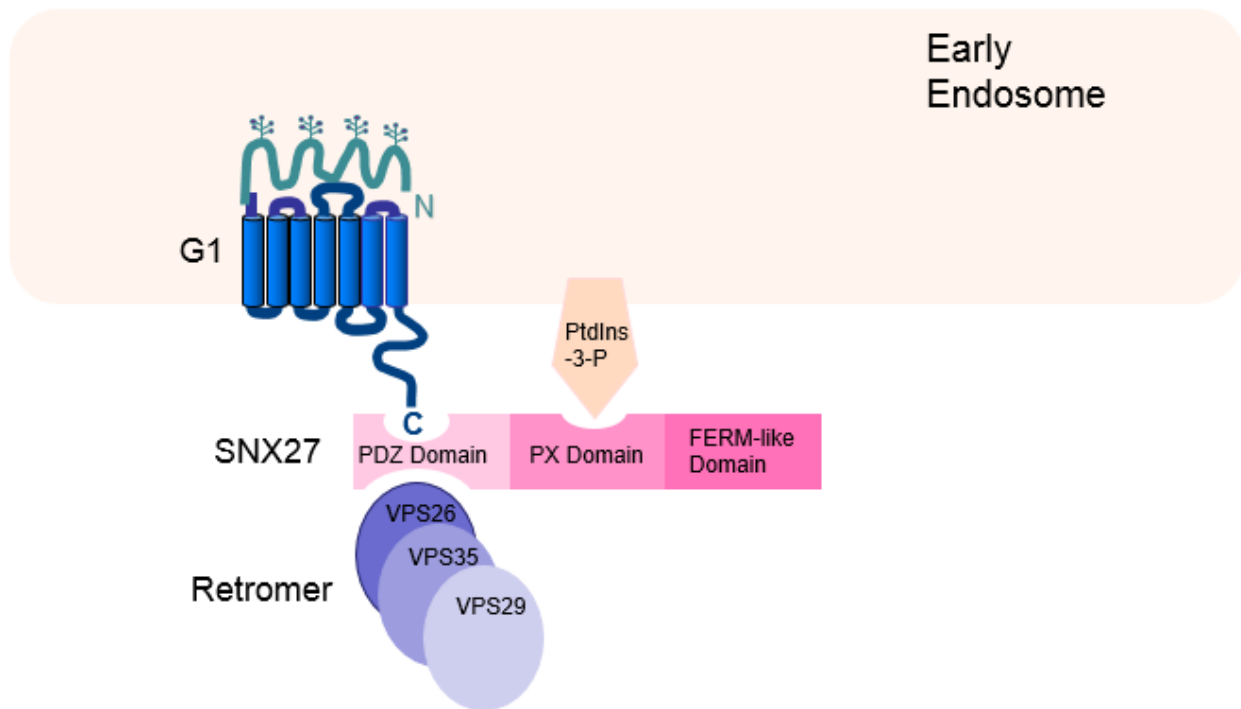 Early
Endosome
N
G1
PtdIns
-3-P
C
SNX27
PDZ Domain
PX Domain
FERM-like
Domain
VPS26
VPS35
Retromer
VPS29